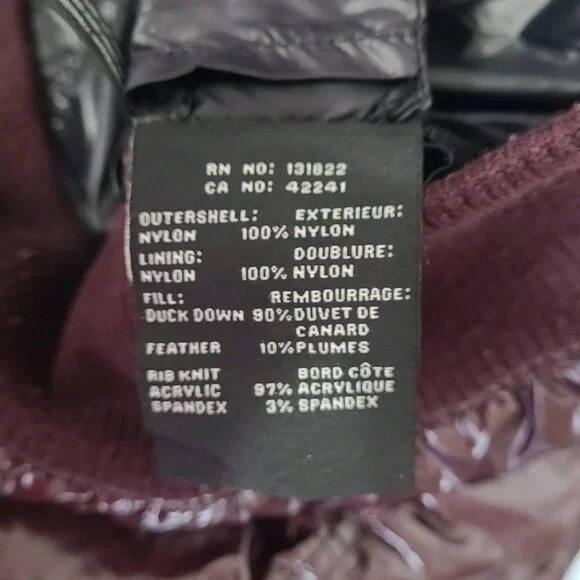 RN NO: 131822
CA NO: 42241
OUTERSHELL: EXTERIEUR:
NYLON 100% NYLON
LINING: DOUBLURE:
NYLON 100% NYLON
FILL: REMBOURRAGE:
DUCK DOWN 90% DUVET DE
CANARD
FEATHER 10% PLUMES
RIB KNIT BORD CÔTE
ACRYLIC 97% ACRYLIQUE
SPANDEX 3% SPANDEX